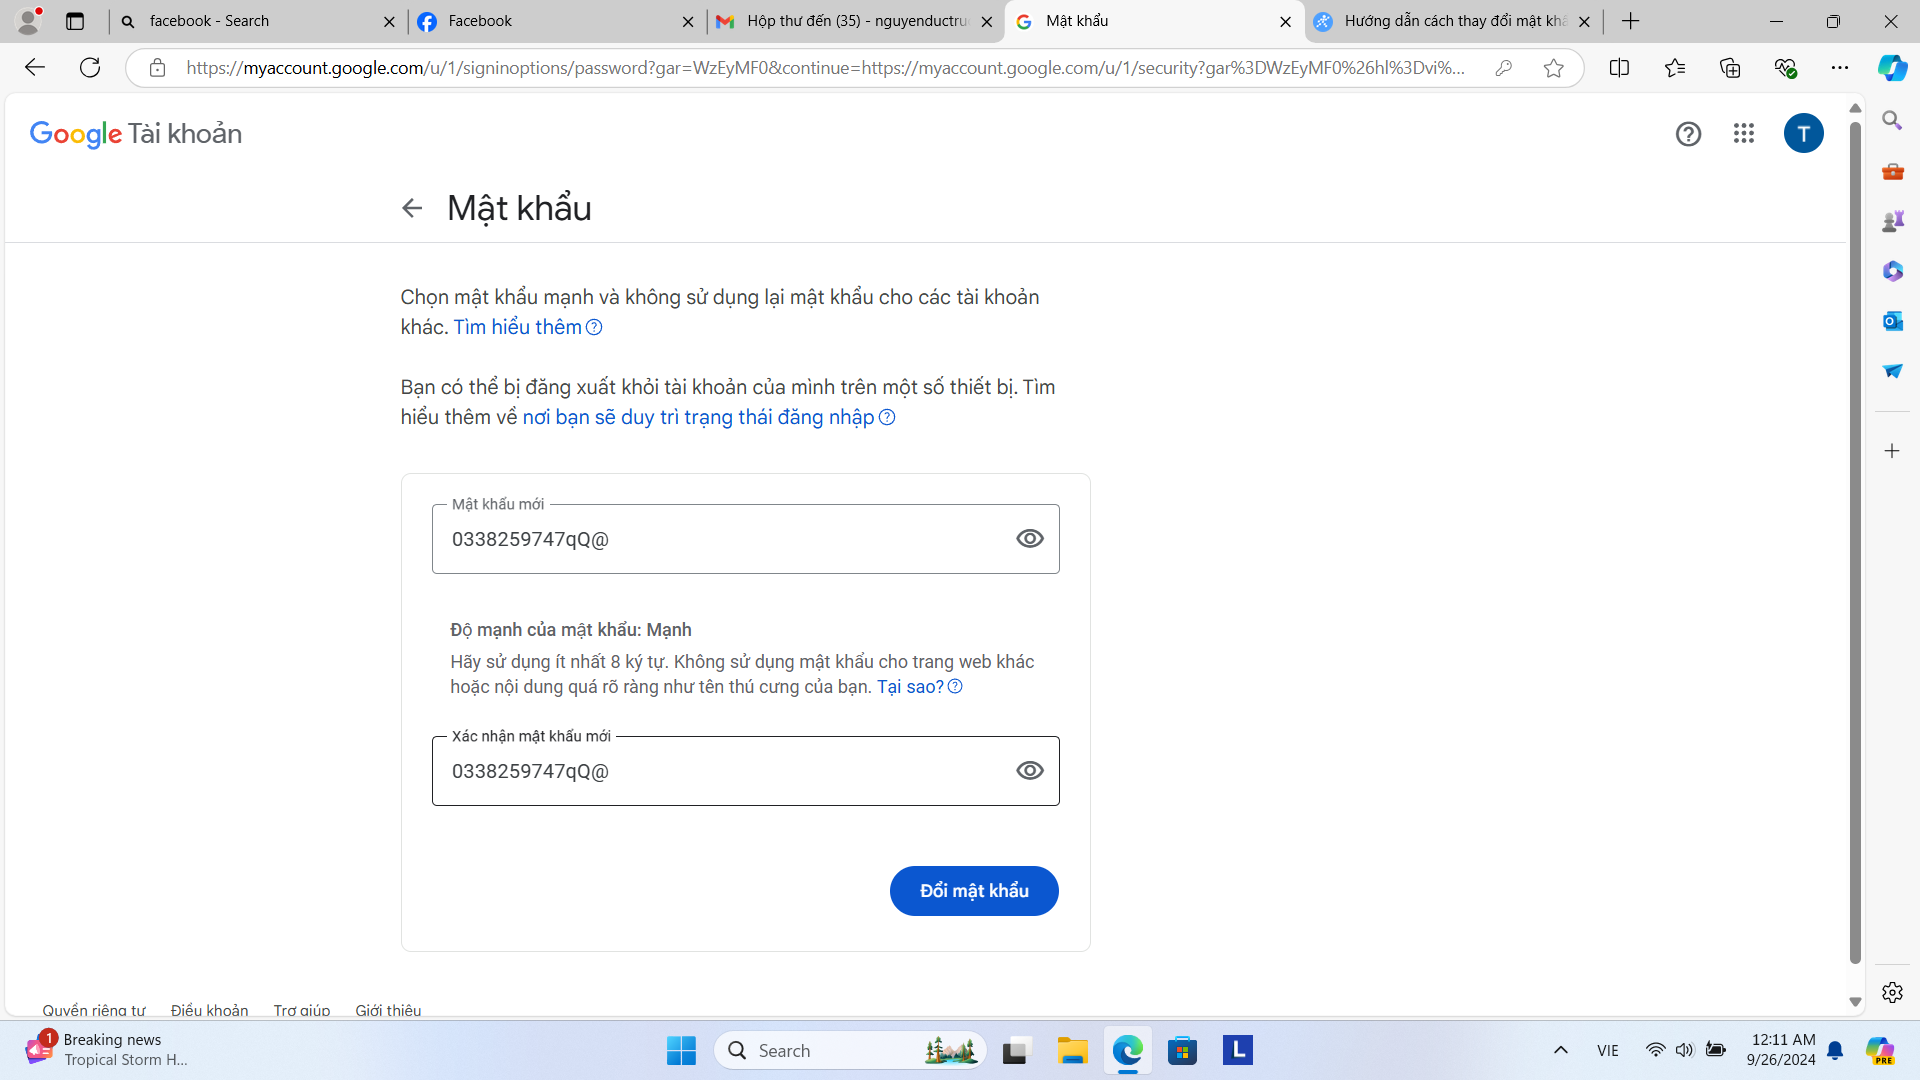 facebook - Search
Facebook
Hộp thư đến (35) - nguyenductru
Mật khẩu
Hướng dẫn cách thay đổi mật khẩ
https://myaccount.google.com/u/1/signinoptions/password?gar=WzEyMF0&continue=https://myaccount.google.com/u/1/security?gar%3DWzEyMF0%26hl%3Dvi%...
Google Tài khoản
T
Mật khẩu
Chọn mật khẩu mạnh và không sử dụng lại mật khẩu cho các tài khoản
khác. Tìm hiểu thêm
Bạn có thể bị đăng xuất khỏi tài khoản của mình trên một số thiết bị. Tìm
hiểu thêm về nơi bạn sẽ duy trì trạng thái đăng nhập
Mật khẩu mới
0338259747qQ@
Độ mạnh của mật khẩu: Mạnh
Hãy sử dụng ít nhất 8 ký tự. Không sử dụng mật khẩu cho trang web khác
hoặc nội dung quá rõ ràng như tên thú cưng của bạn. Tại sao?
Xác nhận mật khẩu mới
0338259747qQ@
Đổi mật khẩu
Quyền riêng tư Điều khoản Trợ giúp Giới thiệu
1
Breaking news
Tropical Storm H...
Search
L
VIE
12:11 AM
9/26/2024
PRE